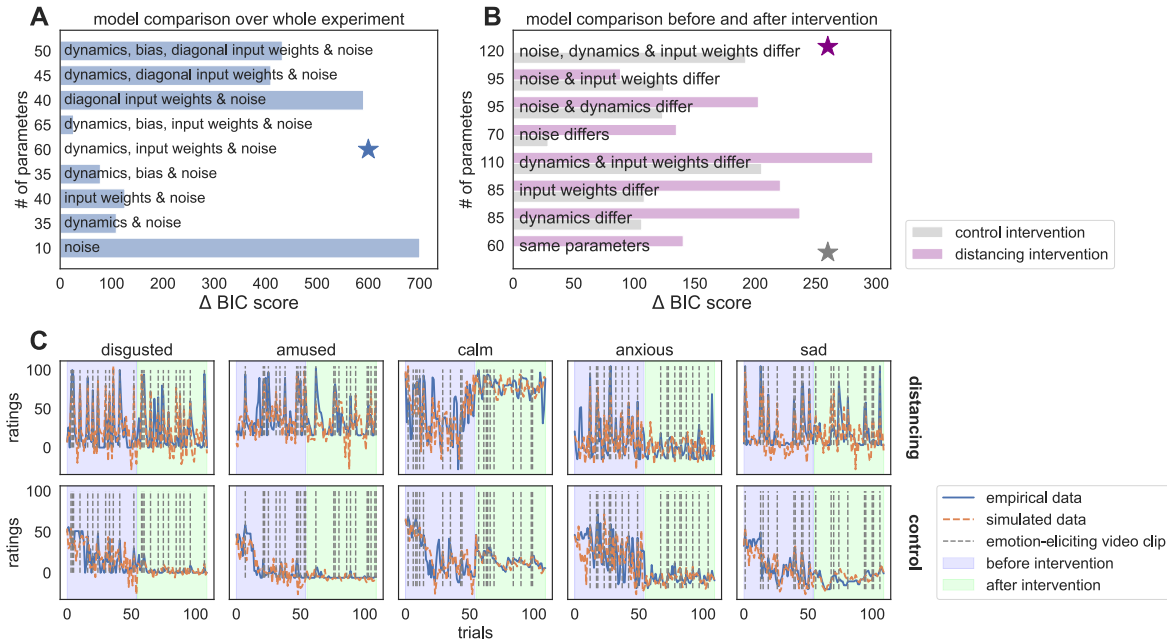 A
model comparison over whole experiment
# of parameters
50 dynamics, bias, diagonal input weights & noise
45 dynamics, diagonal input weights & noise
40 diagonal input weights & noise
65 dynamics, bias, input weights & noise
60 dynamics, input weights & noise
35 dynamics, bias & noise
40 input weights & noise
35 dynamics & noise
10 noise
0 100 200 300 400 500 600 700
Δ BIC score
B
model comparison before and after intervention
# of parameters
120 noise, dynamics & input weights differ
95 noise & input weights differ
95 noise & dynamics differ
70 noise differs
110 dynamics & input weights differ
85 input weights differ
85 dynamics differ
60 same parameters
0 50 100 150 200 250 300
Δ BIC score
control intervention
distancing intervention
C
disgusted amused calm anxious sad
100
50
0
ratings
distancing
100
50
0
ratings
control
0 100 0 100 0 100 0 100 0 100
trials
empirical data
simulated data
emotion-eliciting video clip
before intervention
after intervention